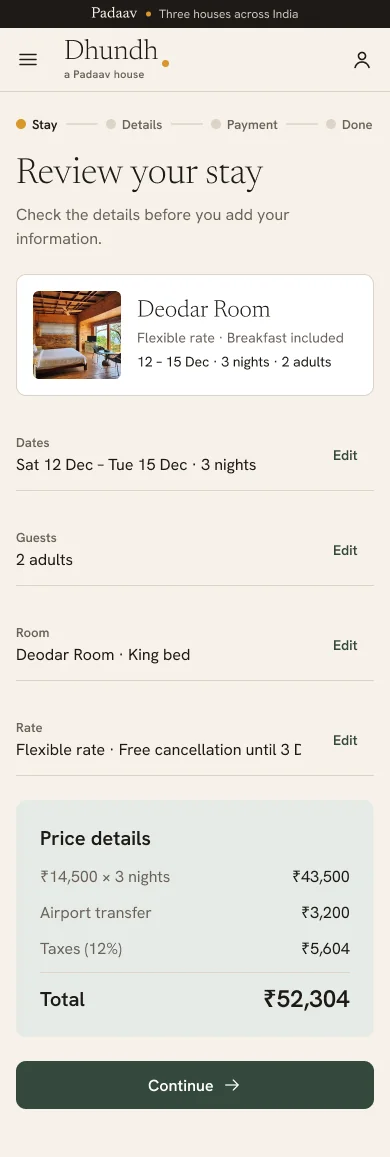 Padaav • Three houses across India
Dhundh
a Padaav house
Stay Details Payment Done
Review your stay
Check the details before you add your
information.
Deodar Room
Flexible rate · Breakfast included
12 – 15 Dec · 3 nights · 2 adults
Dates
Sat 12 Dec – Tue 15 Dec · 3 nights
Edit
Guests
2 adults
Edit
Room
Deodar Room · King bed
Edit
Rate
Flexible rate · Free cancellation until 3
Edit
Price details
₹14,500 × 3 nights ₹43,500
Airport transfer ₹3,200
Taxes (12%) ₹5,604
Total ₹52,304
Continue →